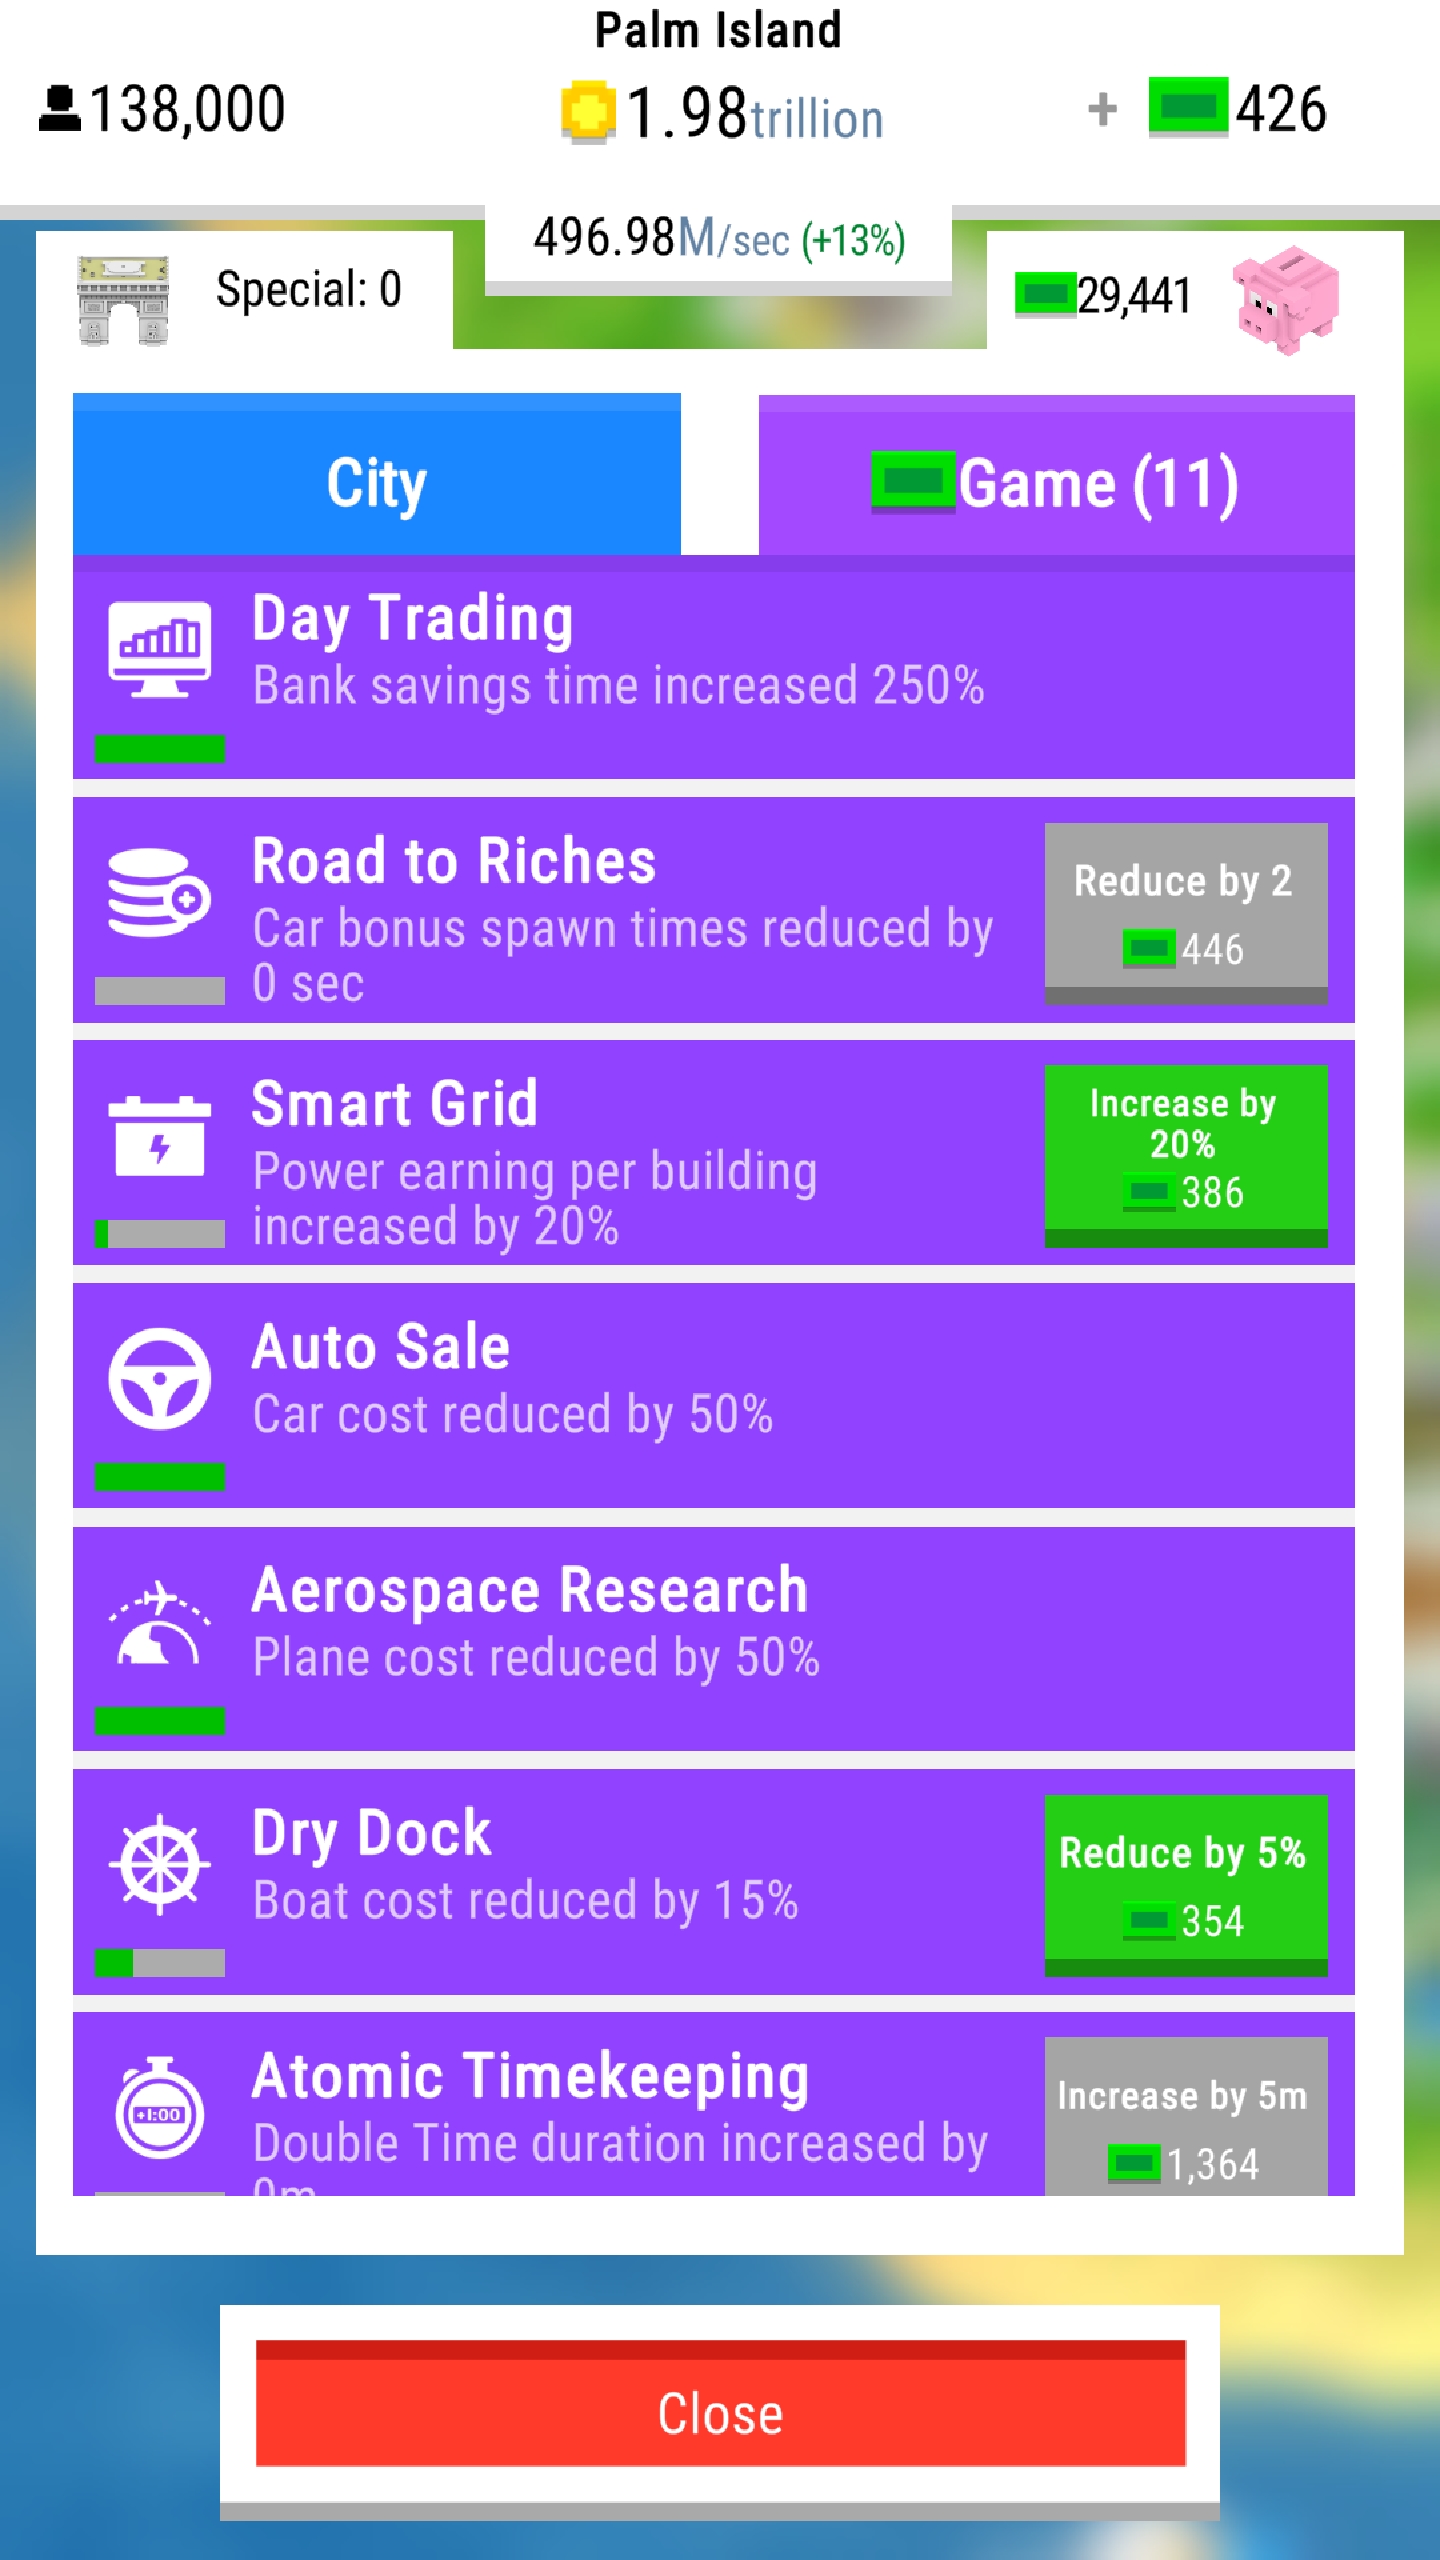 Palm Island
138,000
1.98trillion
+ 426
496.98M/sec (+13%)
Special: 0
29,441
City
Game (11)
Day Trading
Bank savings time increased 250%
Road to Riches
Car bonus spawn times reduced by
0 sec
Reduce by 2
446
Smart Grid
Power earning per building
increased by 20%
Increase by
20%
386
Auto Sale
Car cost reduced by 50%
Aerospace Research
Plane cost reduced by 50%
Dry Dock
Boat cost reduced by 15%
Reduce by 5%
354
+1:00
Atomic Timekeeping
Double Time duration increased by
0m
Increase by 5m
1,364
Close